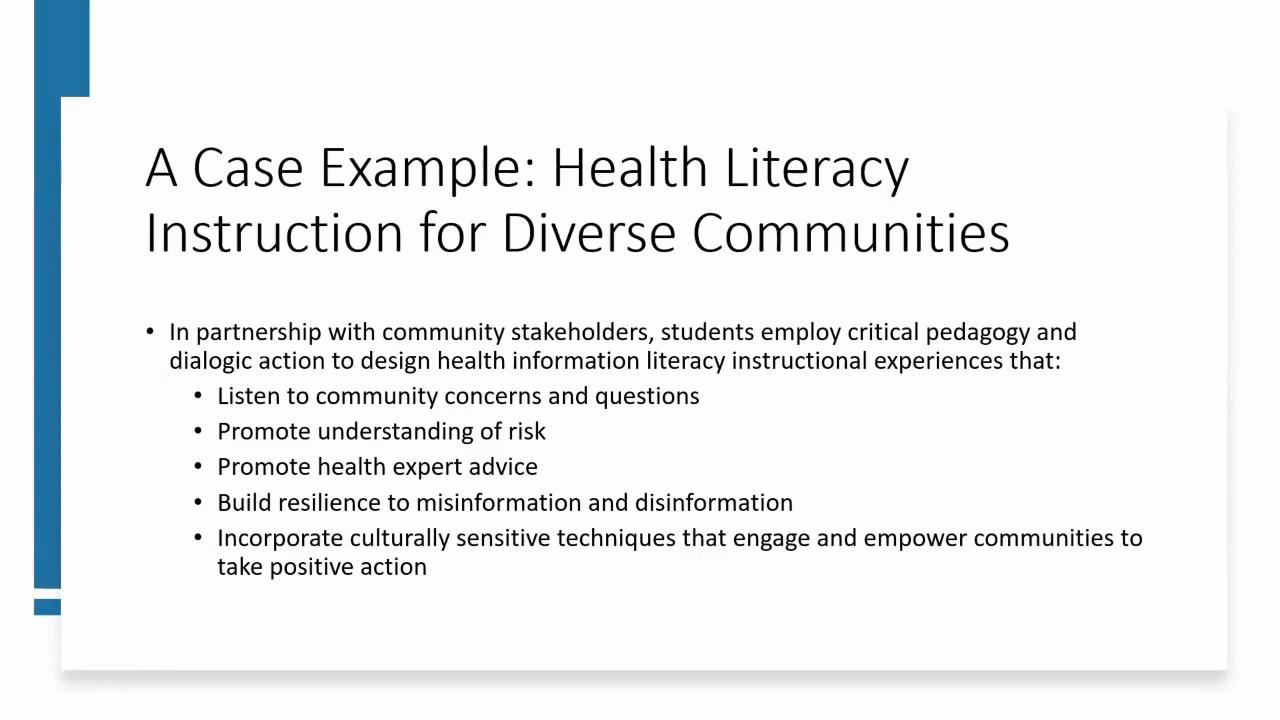 A Case Example: Health Literacy
Instruction for Diverse Communities
• In partnership with community stakeholders, students employ critical pedagogy and
dialogic action to design health information literacy instructional experiences that:
• Listen to community concerns and questions
• Promote understanding of risk
• Promote health expert advice
• Build resilience to misinformation and disinformation
• Incorporate culturally sensitive techniques that engage and empower communities to
take positive action